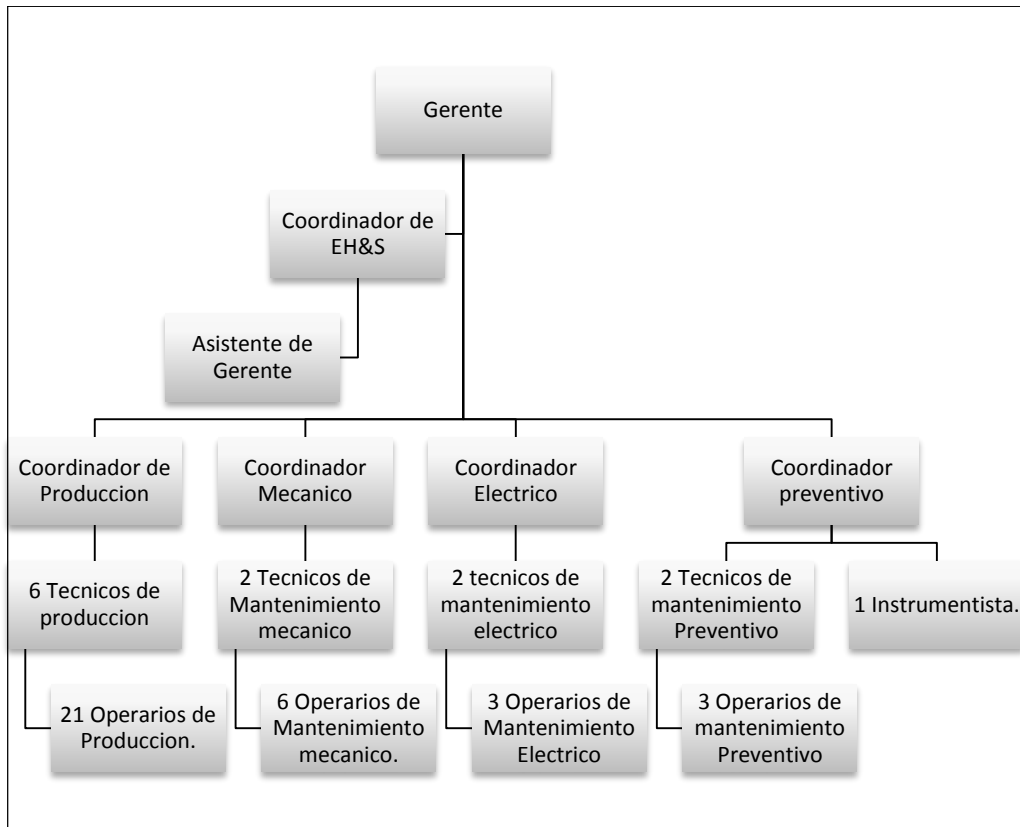 Gerente
Coordinador de
EH&S
Asistente de
Gerente
Coordinador de
Produccion
Coordinador
Mecanico
Coordinador
Electrico
Coordinador
preventivo
6 Tecnicos de
produccion
2 Tecnicos de
Mantenimiento
mecanico
2 tecnicos de
mantenimiento
electrico
2 Tecnicos de
mantenimiento
Preventivo
1 Instrumentista.
21 Operarios de
Produccion.
6 Operarios de
Mantenimiento
mecanico.
3 Operarios de
Mantenimiento
Electrico
3 Operarios de
mantenimiento
Preventivo